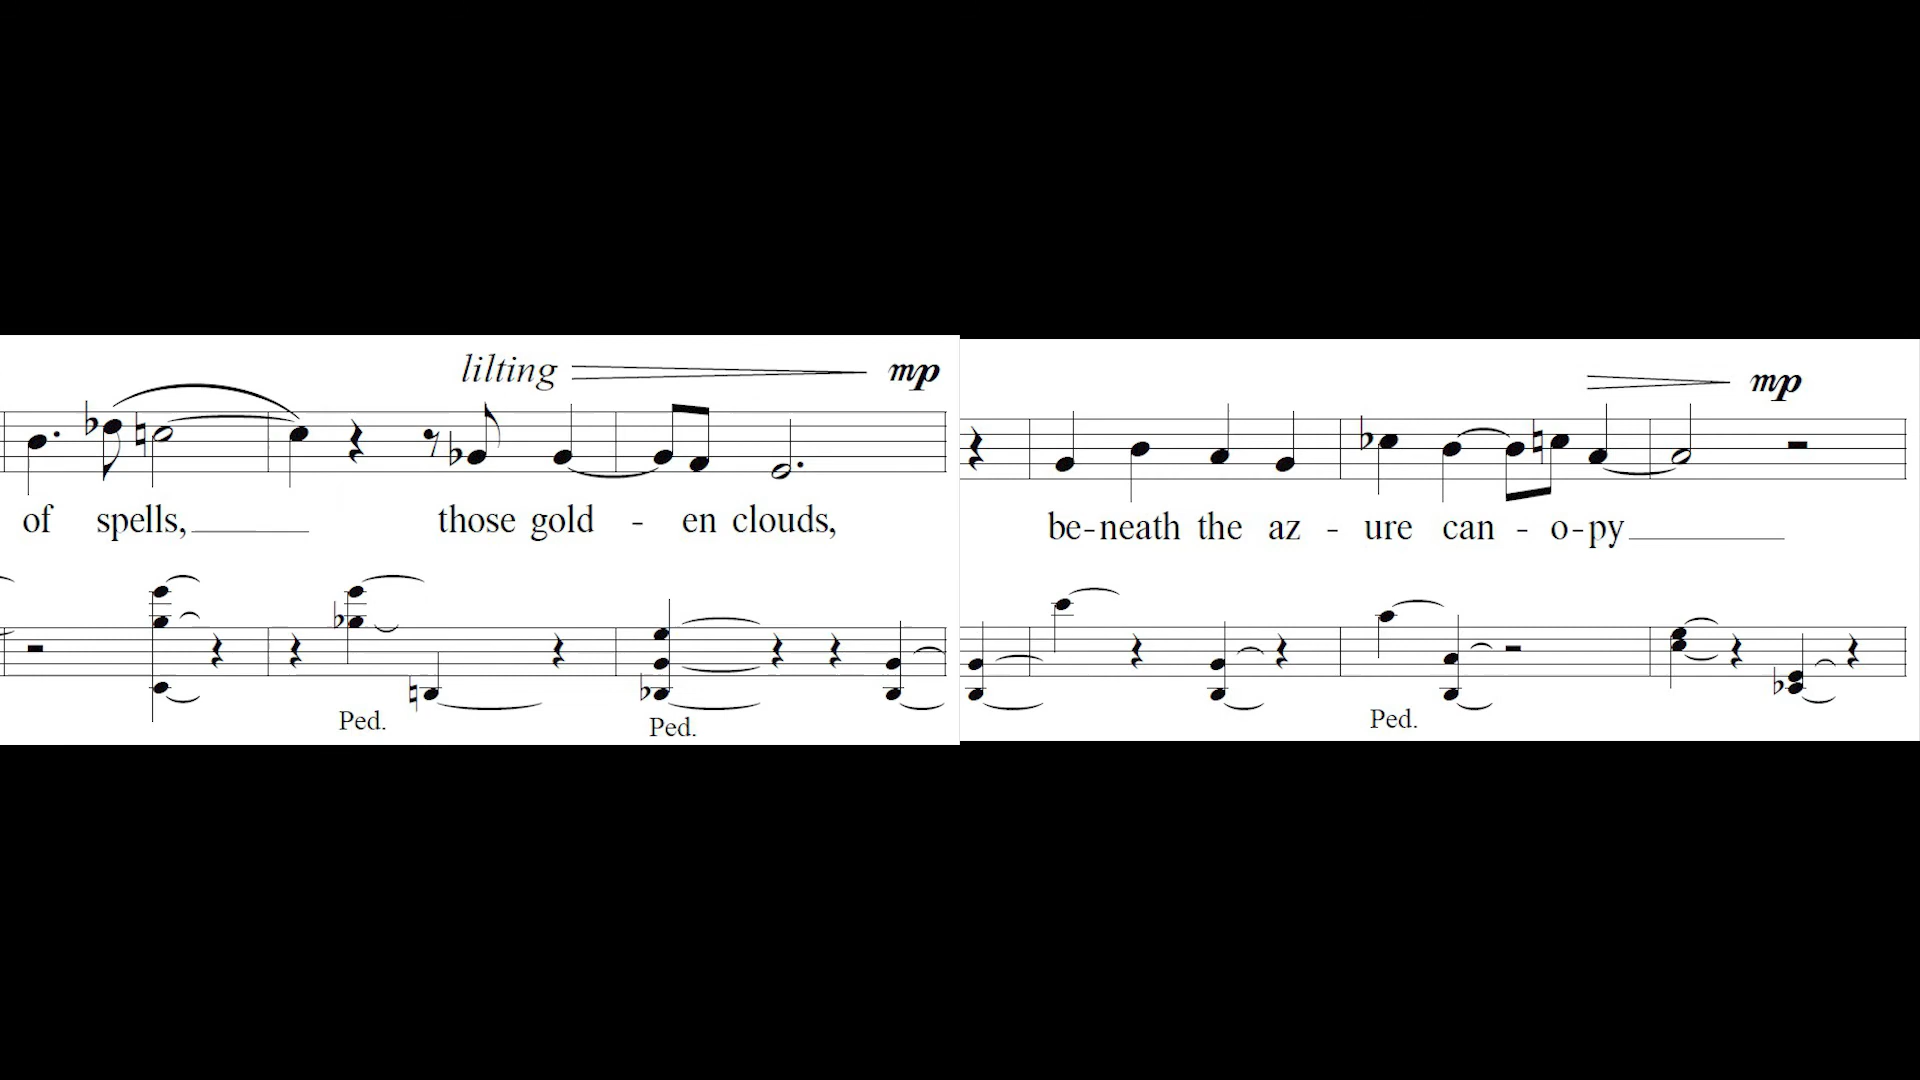 lilting mp
of spells, those gold - en clouds,
Ped.
Ped.
mp
be-neath the az - ure can - o-py
Ped.